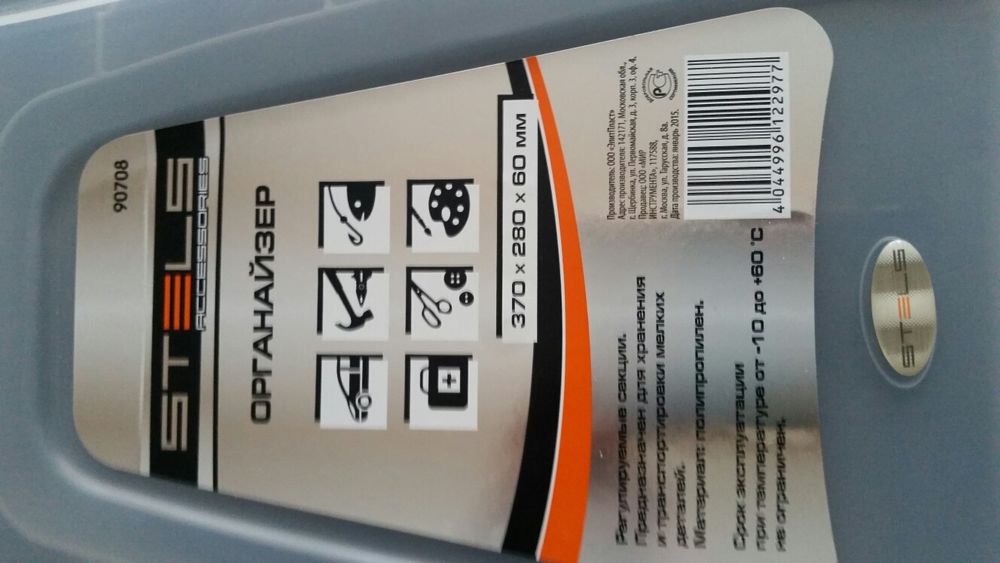 90708
STELS
ACCESSORIES
ОРГАНАЙЗЕР
370 x 280 x 60 мм
Регулируемые секции.
Предназначен для хранения
и транспортировки мелких
деталей.
Материал: полипропилен.
Срок эксплуатации
при температуре от -10 до +60 °С
не ограничен.
Производитель: ООО «ЭлитПласт»
Адрес производителя: 142171, Московская обл.,
г. Щербинка, ул. Первомайская, д. 3, корп. 3, оф. 4.
Продавец: ООО «МИР
ИНСТРУМЕНТА», 117588,
г. Москва, ул. Тарусская, д. 8а.
Дата производства: январь 2015.
РСТ
4 044996 122977
STELS